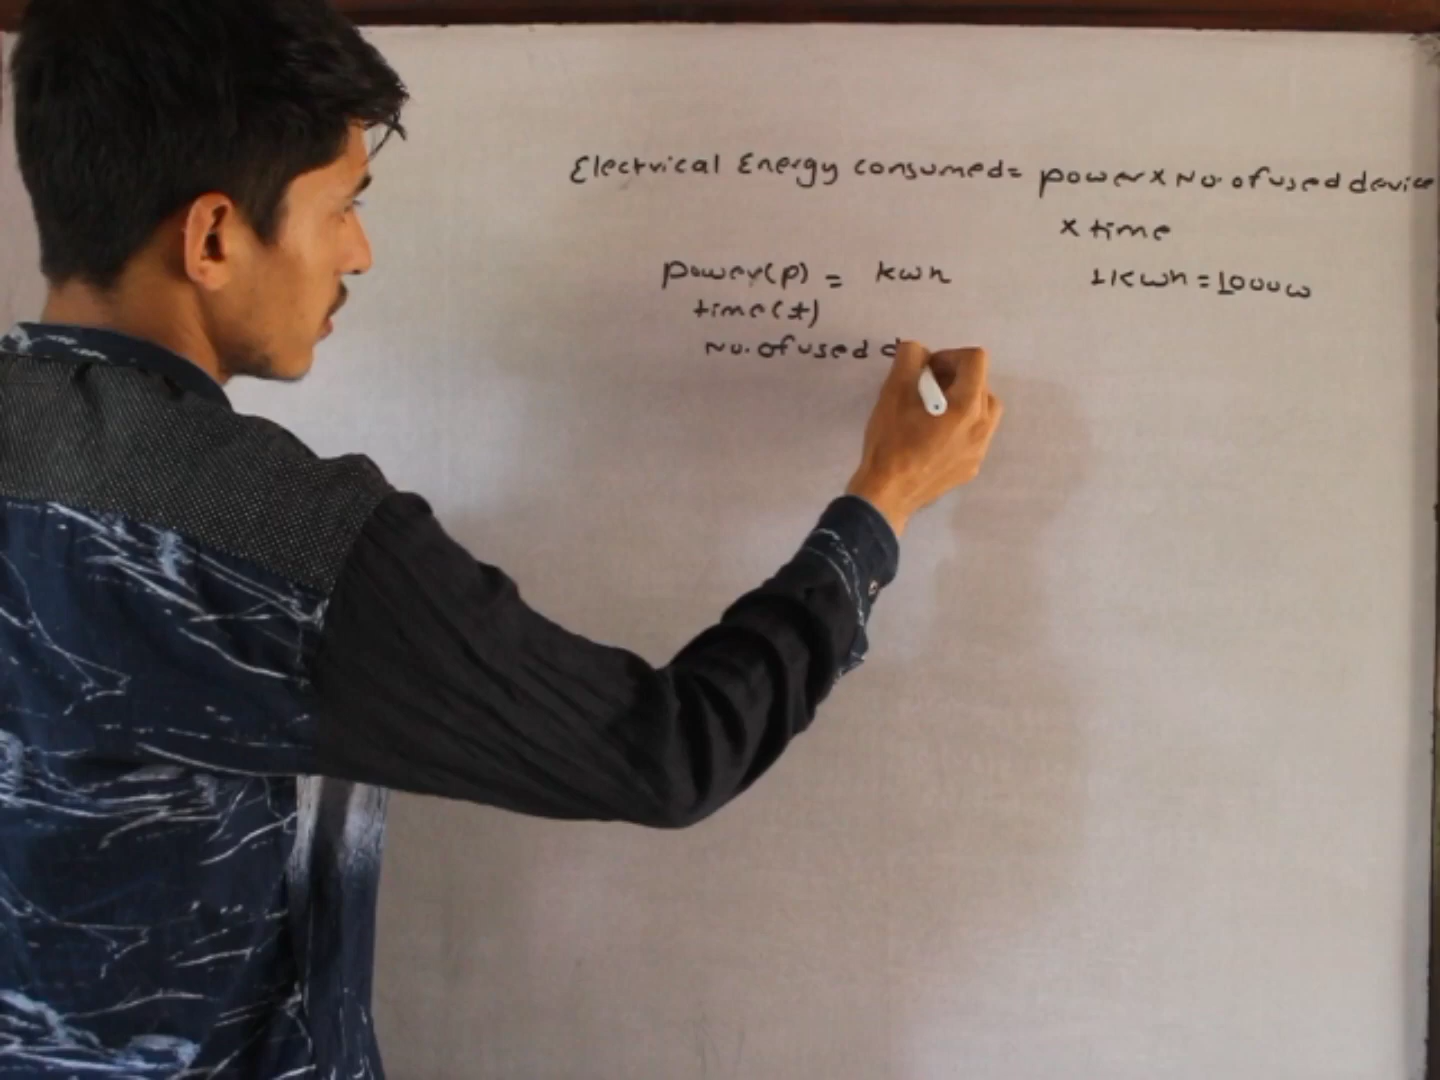 Electrical Energy consumed = power x No. of used device
x time
power(p) = kwh
1kwh = 1000w
time(t)
No. of used d